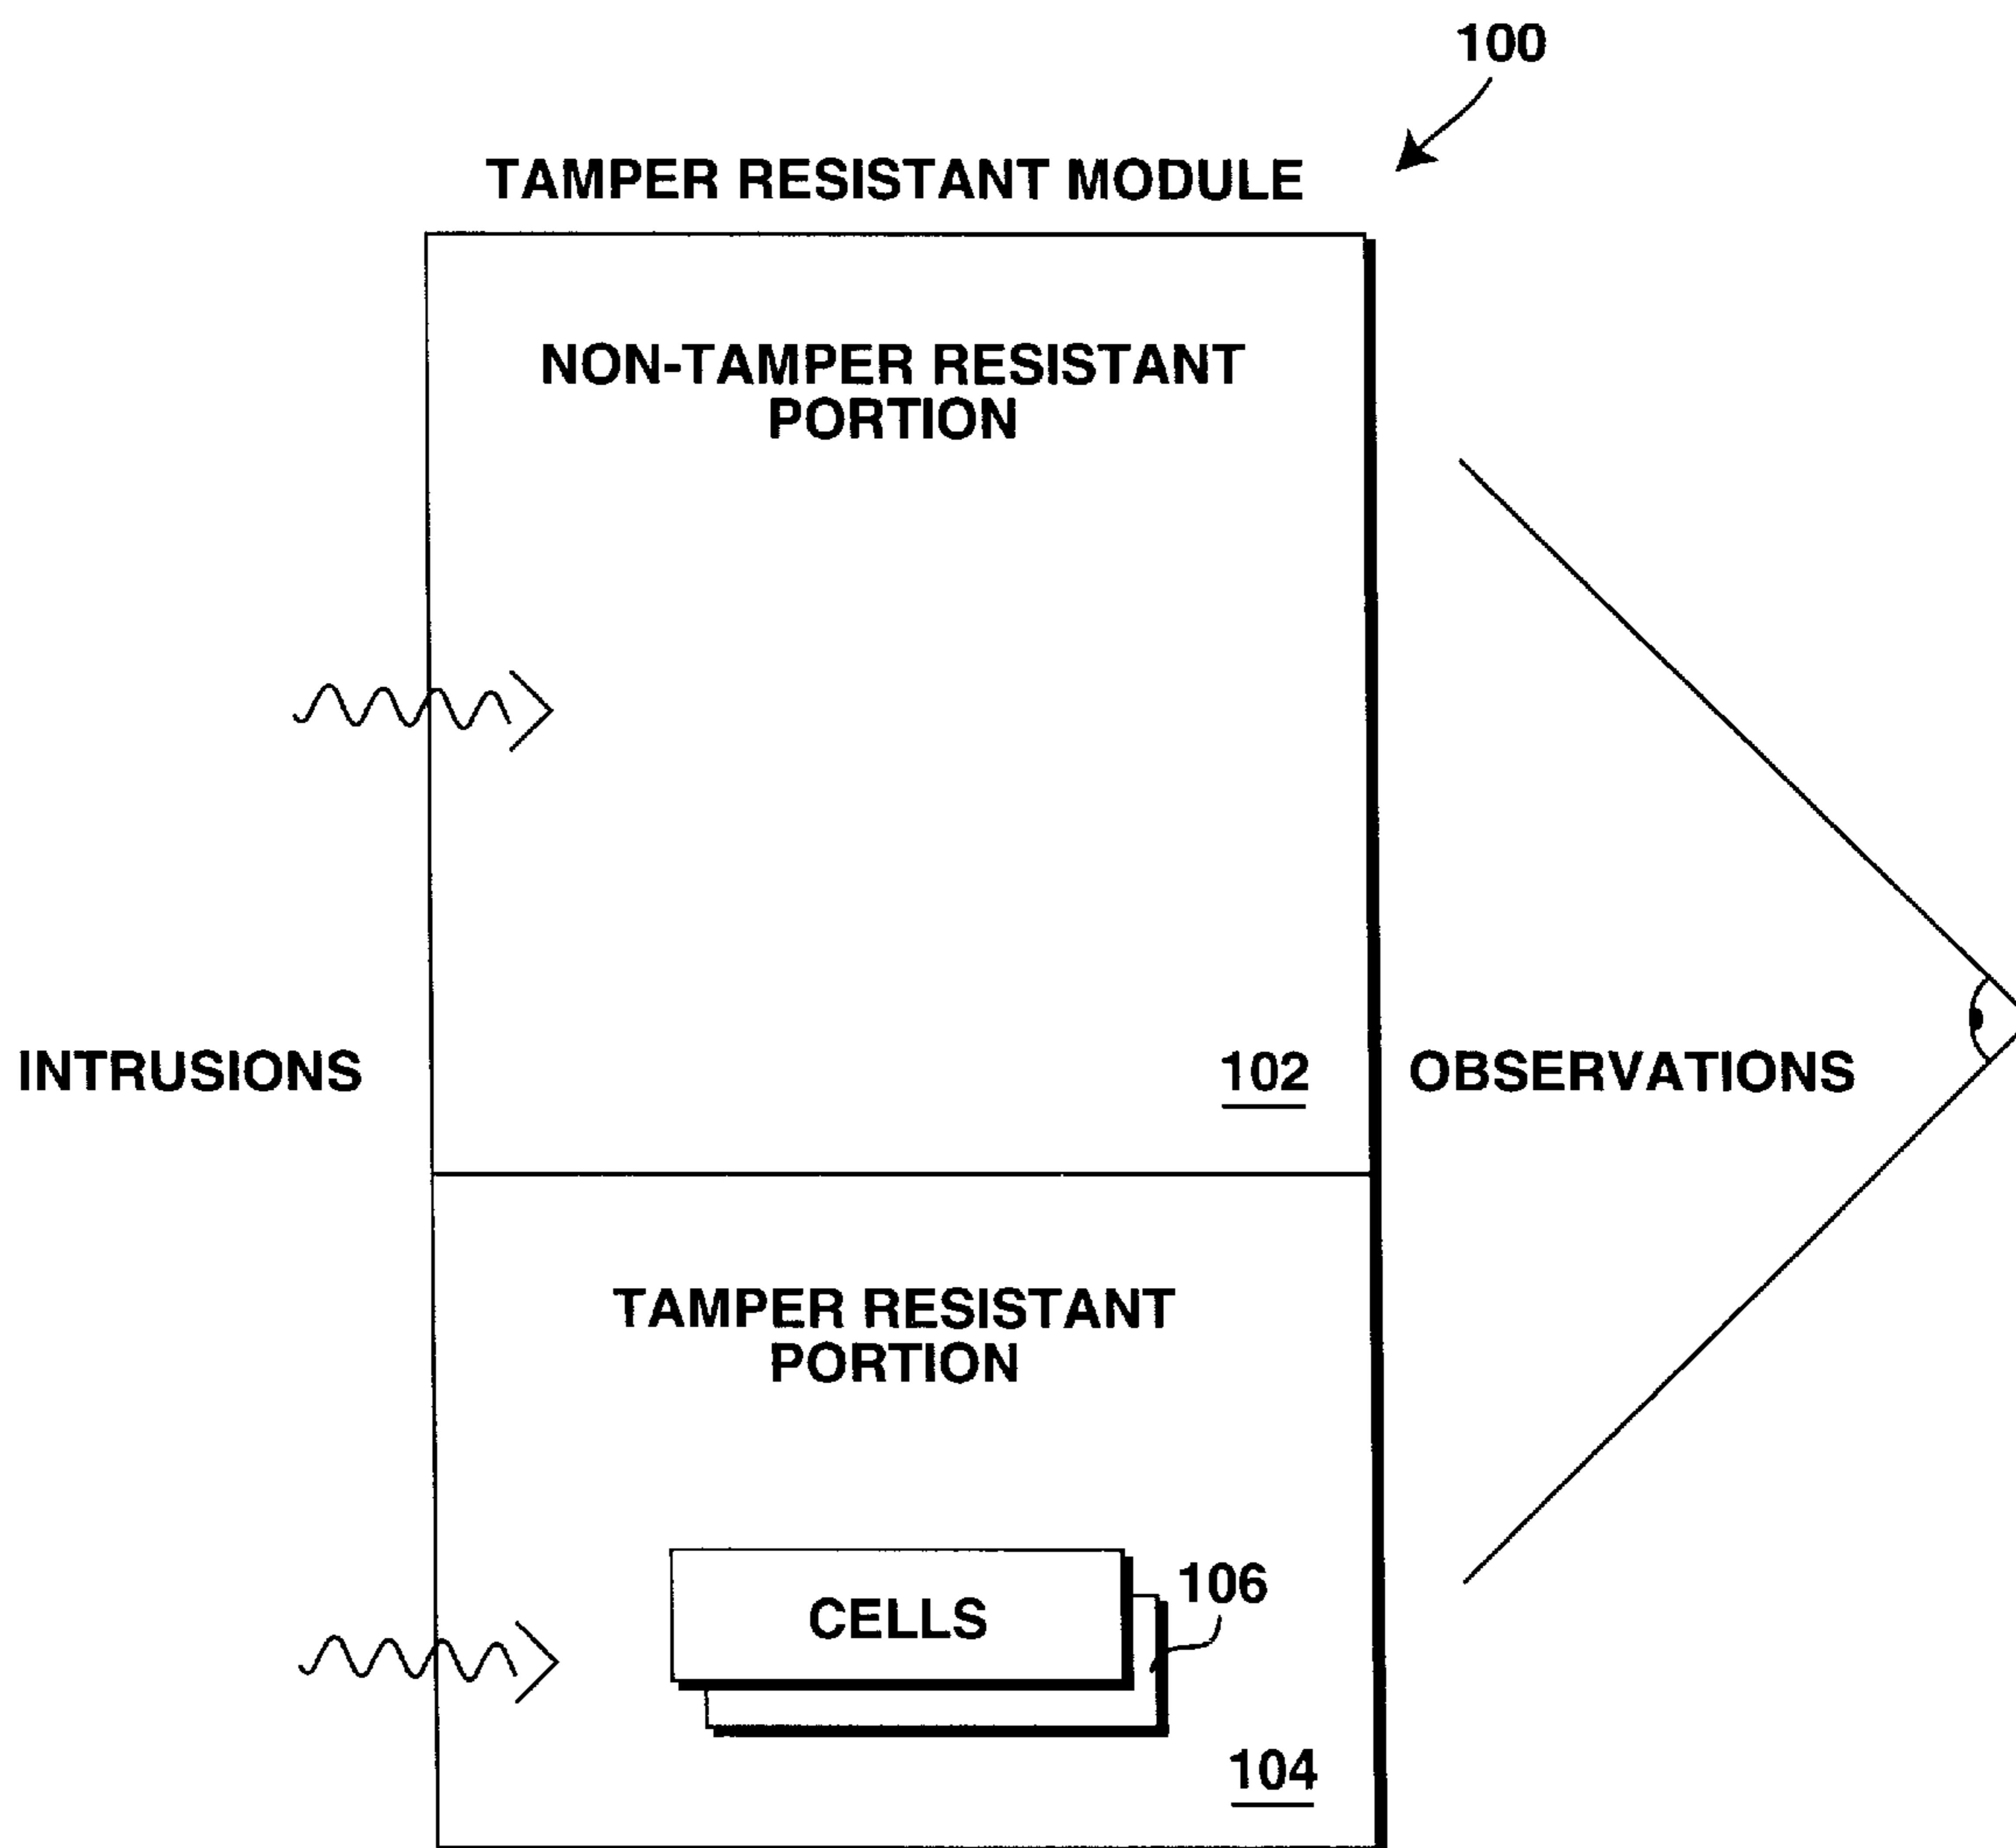 100
TAMPER RESISTANT MODULE
NON-TAMPER RESISTANT
PORTION
INTRUSIONS
102
OBSERVATIONS
TAMPER RESISTANT
PORTION
CELLS
106
104